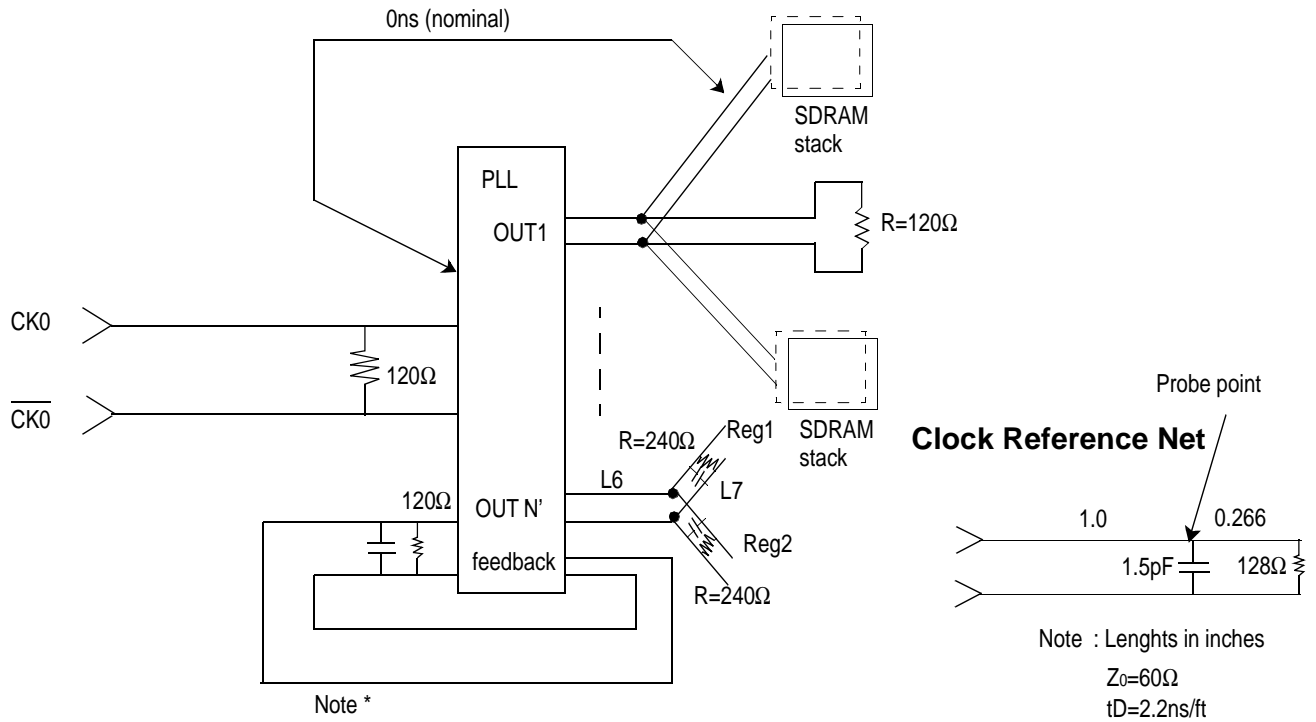 0ns (nominal)
SDRAM
stack
PLL
OUT1
R=120Ω
CK0
120Ω
CK0
Probe point
SDRAM
stack
Clock Reference Net
R=240Ω
Reg1
L6
L7
120Ω
OUT N’
Reg2
feedback
R=240Ω
1.0
0.266
1.5pF
128Ω
Note : Lenghts in inches
Z0=60Ω
tD=2.2ns/ft
Note *